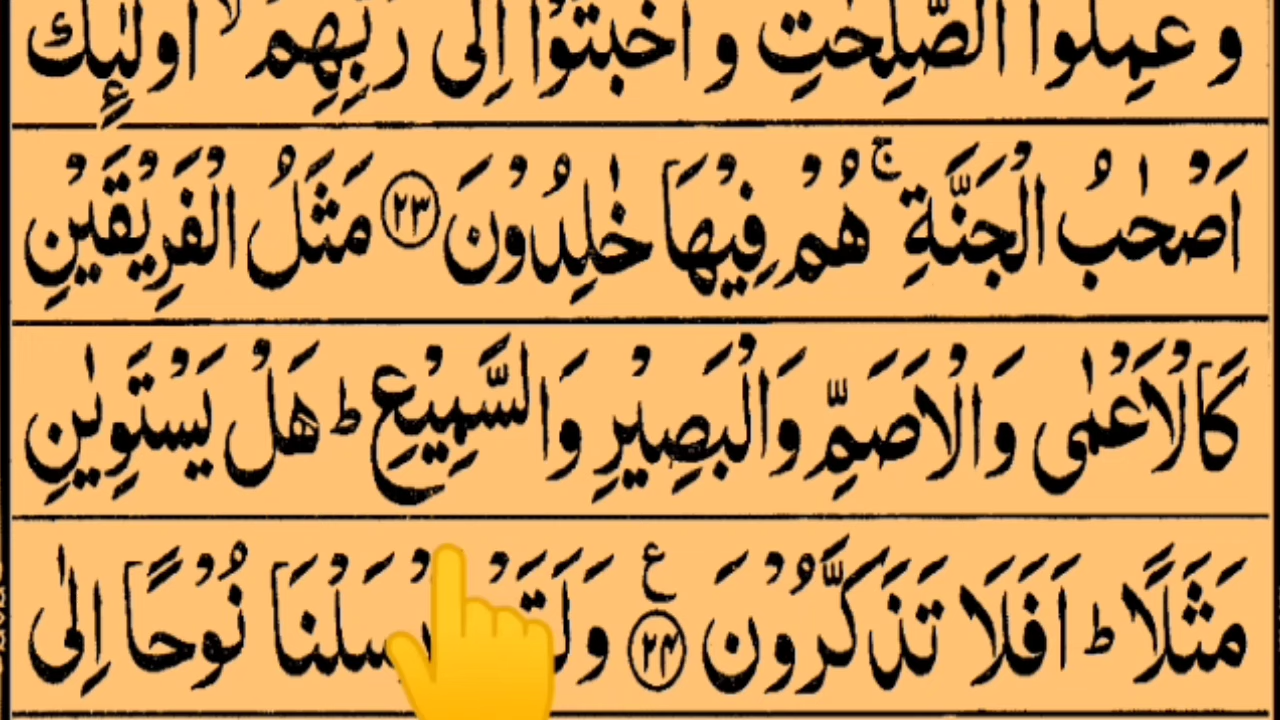 وَ عَمِلُوا الصّٰلِحٰتِ وَ اَخْبَتُوْۤا اِلٰى رَبِّهِمْ ۙ اُولٰٓىِٕكَ
اَصْحٰبُ الْجَنَّةِ ۚ هُمْ فِيْهَا خٰلِدُوْنَ ﴿۲۳﴾ مَثَلُ الْفَرِيْقَيْنِ
كَالْاَعْمٰى وَالْاَصَمِّ وَالْبَصِيْرِ وَالسَّمِيْعِ ؕ هَلْ يَسْتَوِيٰنِ
مَثَلًا ؕ اَفَلَا تَذَكَّرُوْنَ ﴿۲۴﴾ ع نُوْحًا اِلٰى